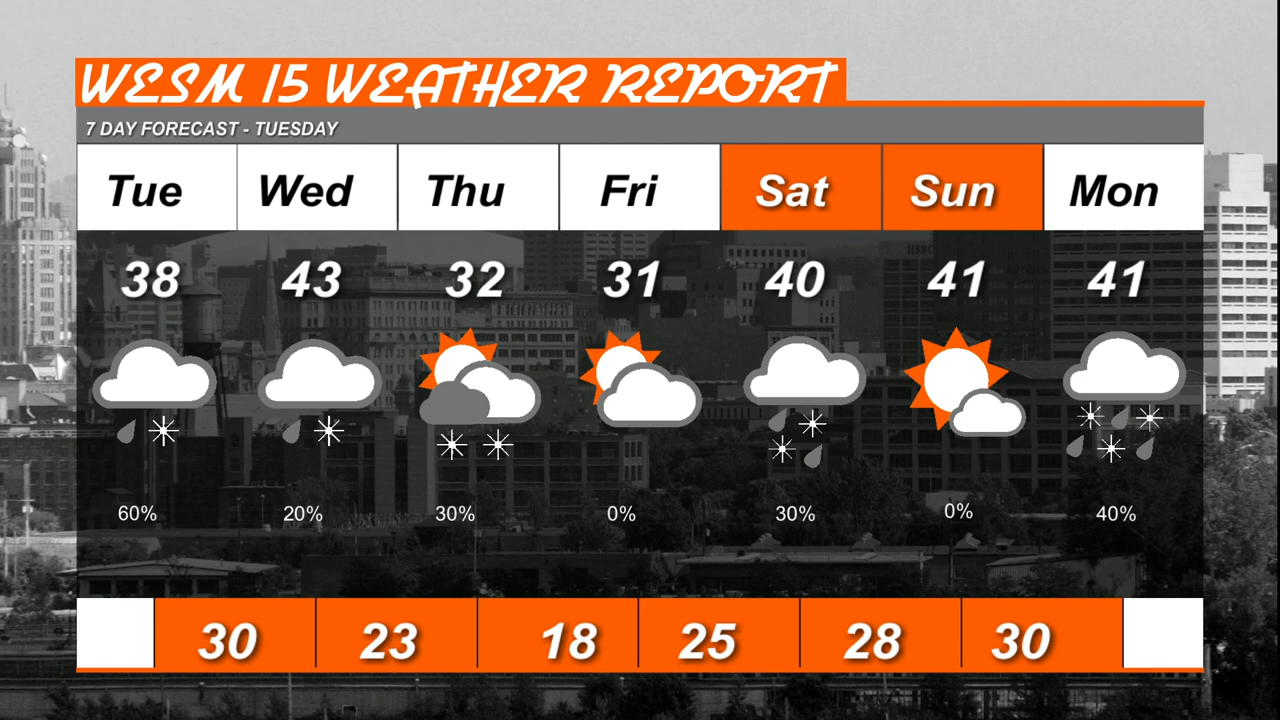 WESM 15 WEATHER REPORT
7 DAY FORECAST - TUESDAY
Tue Wed Thu Fri Sat Sun Mon
38 43 32 31 40 41 41
60% 20% 30% 0% 30% 0% 40%
30 23 18 25 28 30